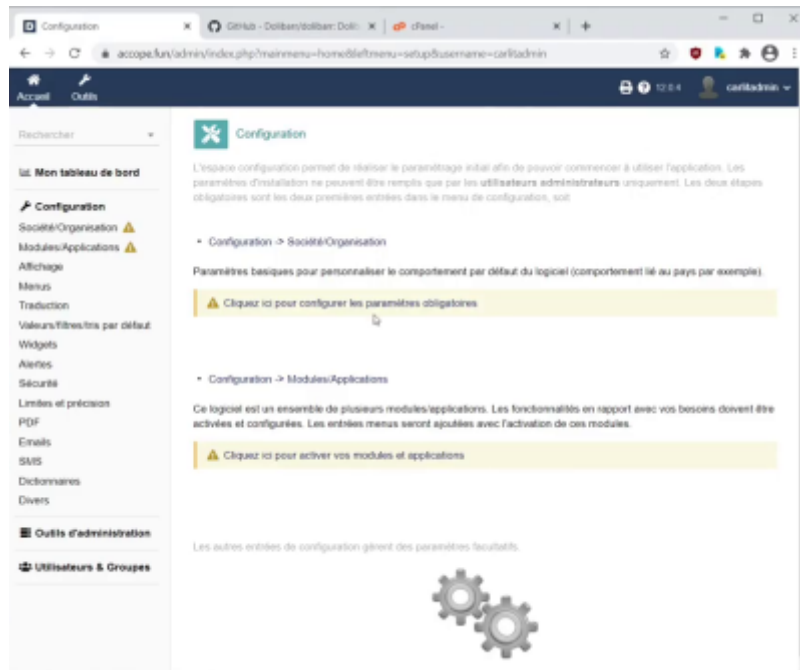 Configuration
GitHub - Dolibarr/dolibarr: Doli
cPanel -
accope.fun/admin/index.php?mainmenu=home&leftmenu=setup&username=carlitadmin
Accueil
Outils
12.0.4
carlitadmin
Rechercher
Mon tableau de bord
Configuration
Société/Organisation
Modules/Applications
Affichage
Menus
Traduction
Valeurs/filtres/tris par défaut
Widgets
Alertes
Sécurité
Limites et précision
PDF
Emails
SMS
Dictionnaires
Divers
Outils d'administration
Utilisateurs & Groupes
Configuration
L'espace configuration permet de réaliser le paramétrage initial afin de pouvoir commencer à utiliser l'application. Les
paramètres d'installation ne peuvent être remplis que par les utilisateurs administrateurs uniquement. Les deux étapes
obligatoires sont les deux premières entrées dans le menu de configuration, soit
• Configuration -> Société/Organisation
Paramètres basiques pour personnaliser le comportement par défaut du logiciel (comportement lié au pays par exemple).
Cliquez ici pour configurer les paramètres obligatoires
• Configuration -> Modules/Applications
Ce logiciel est un ensemble de plusieurs modules/applications. Les fonctionnalités en rapport avec vos besoins doivent être
activées et configurées. Les entrées menus seront ajoutées avec l'activation de ces modules.
Cliquez ici pour activer vos modules et applications
Les autres entrées de configuration gèrent des paramètres facultatifs.